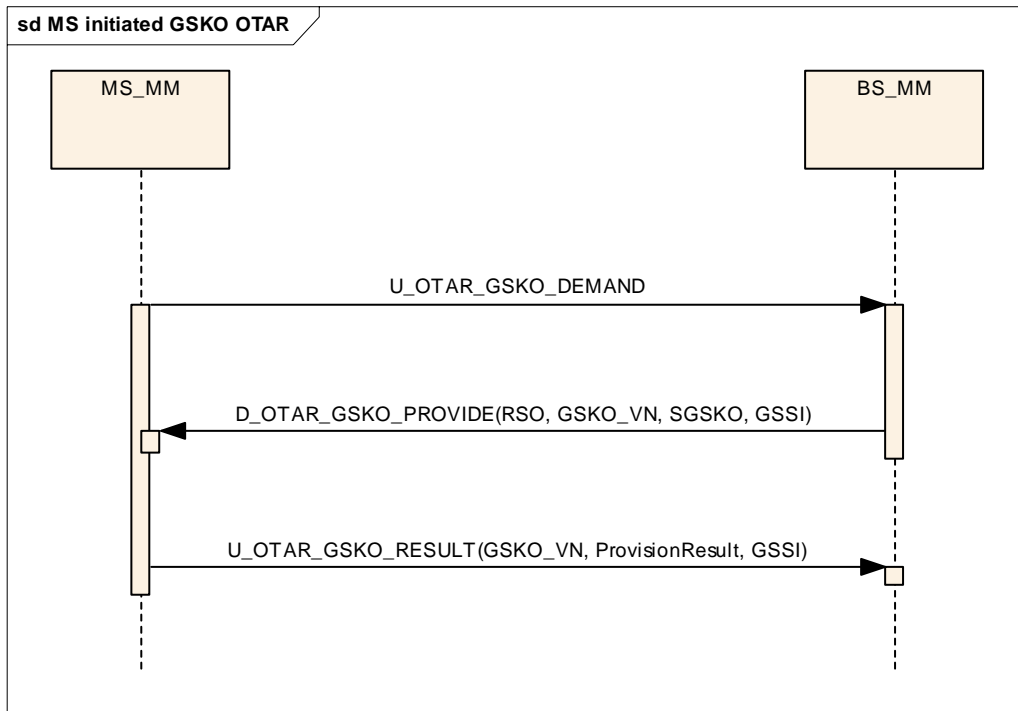 sd MS initiated GSKO OTAR
MS_MM
BS_MM
U_OTAR_GSKO_DEMAND
D_OTAR_GSKO_PROVIDE(RSO, GSKO_VN, SGSKO, GSSI)
U_OTAR_GSKO_RESULT(GSKO_VN, ProvisionResult, GSSI)